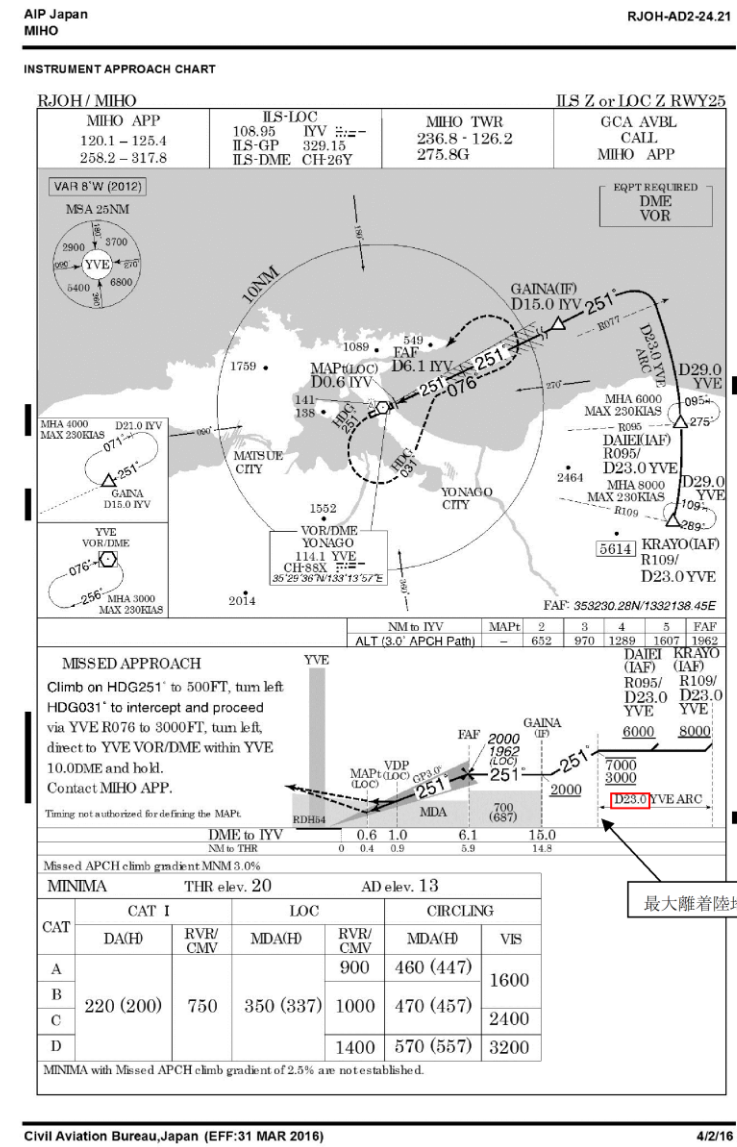 AIP Japan
MIHO
RJOH-AD2-24.21
INSTRUMENT APPROACH CHART
RJOH / MIHO
ILS Z or LOC Z RWY25
MIHO APP
120.1 – 125.4
258.2 – 317.8
ILS-LOC
108.95 IYV
ILS-GP 329.15
ILS-DME CH-26Y
MIHO TWR
236.8 - 126.2
275.8G
GCA AVBL
CALL
MIHO APP
VAR 8°W (2012)
MSA 25NM
2900
3700
YVE
5400
6800
180°
090°
270°
360°
EQPT REQUIRED
DME
VOR
180°
10NM
GAINA(IF)
D15.0 IYV
251°
R077
D23.0 YVE
ARC
D29.0
YVE
1089
549
FAF
D6.1 IYV
251°
251°
076°
1759
MAPt(LOC)
D0.6 IYV
141
138
HDG
251°
HDG
031°
270°
090°
MHA 6000
MAX 230KIAS
095°
275°
R095
DAIEI(IAF)
R095/
D23.0 YVE
MHA 8000
MAX 230KIAS
D29.0
YVE
R109
109°
289°
MHA 4000
MAX 230KIAS
D21.0 IYV
071°
251°
GAINA
D15.0 IYV
MATSUE
CITY
YONAGO
CITY
2464
1552
5614
KRAYO(IAF)
R109/
D23.0 YVE
VOR/DME
YONAGO
114.1 YVE
CH-88X
35°29'36"N/133°13'57"E
360°
YVE
VOR/DME
076°
256°
MHA 3000
MAX 230KIAS
2014
FAF: 353230.28N/1332138.45E
NM to IYV MAPt 2 3 4 5 FAF
ALT (3.0° APCH Path) – 652 970 1289 1607 1962
MISSED APPROACH
Climb on HDG251° to 500FT, turn left
HDG031° to intercept and proceed
via YVE R076 to 3000FT, turn left,
direct to YVE VOR/DME within YVE
10.0DME and hold.
Contact MIHO APP.
Timing not authorized for defining the MAPt.
YVE
RDH54
MAPt
(LOC)
VDP
(LOC)
GP3.0°
251°
MDA
FAF
2000
1962
(LOC)
251°
700
(687)
GAINA
(IF)
2000
251°
DAIEI
(IAF)
R095/
D23.0
YVE
KRAYO
(IAF)
R109/
D23.0
YVE
6000
8000
7000
3000
D23.0 YVE ARC
DME to IYV 0.6 1.0 6.1 15.0
NM to THR 0 0.4 0.9 5.9 14.8
Missed APCH climb gradient MNM 3.0%
MINIMA THR elev. 20 AD elev. 13
CAT CAT I LOC CIRCLING
DA(H) RVR/CMV MDA(H) RVR/CMV MDA(H) VIS
A 220 (200) 750 350 (337) 900 460 (447) 1600
B 1000 470 (457)
C 2400
D 1400 570 (557) 3200
MINIMA with Missed APCH climb gradient of 2.5% are not established.
最大離着陸
Civil Aviation Bureau,Japan (EFF:31 MAR 2016)
4/2/16